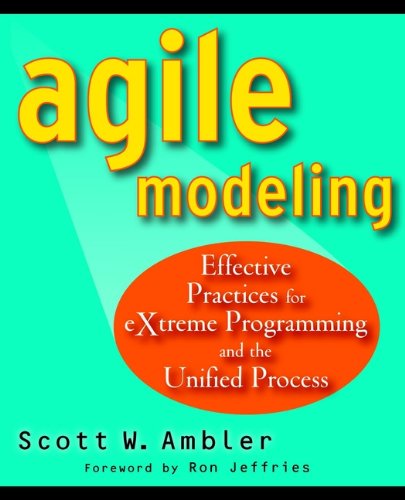 agile
modeling
Effective
Practices for
eXtreme Programming
and the
Unified Process
Scott W. Ambler
Foreword by Ron Jeffries